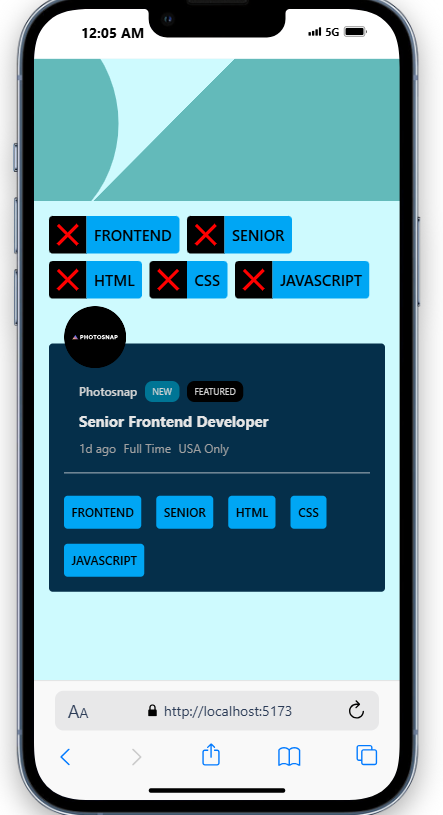 12:05 AM 5G
FRONTEND SENIOR
HTML CSS JAVASCRIPT
PHOTOSNAP
Photosnap NEW FEATURED
Senior Frontend Developer
1d ago Full Time USA Only
FRONTEND SENIOR HTML CSS
JAVASCRIPT
AA http://localhost:5173